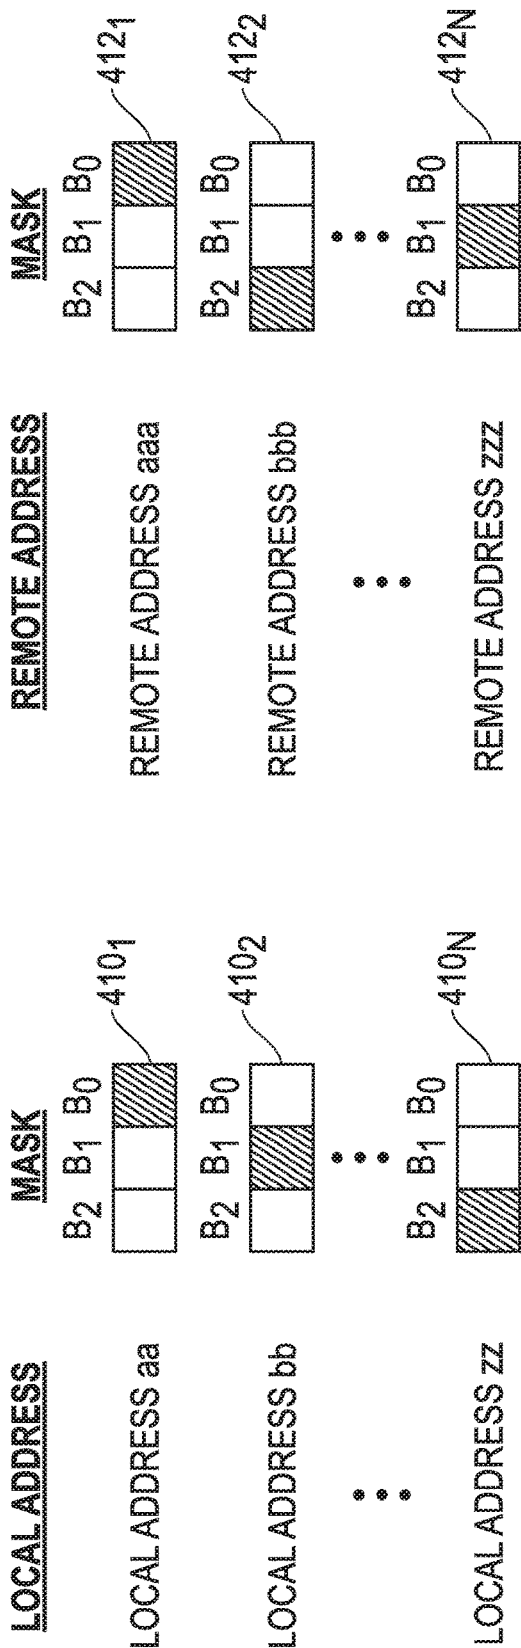 LOCAL ADDRESS MASK REMOTE ADDRESS MASK
B2 B1 B0 B2 B1 B0
LOCAL ADDRESS aa 4101 REMOTE ADDRESS aaa 4121
B2 B1 B0 B2 B1 B0
LOCAL ADDRESS bb 4102 REMOTE ADDRESS bbb 4122
B2 B1 B0 B2 B1 B0
LOCAL ADDRESS zz 410N REMOTE ADDRESS zzz 412N